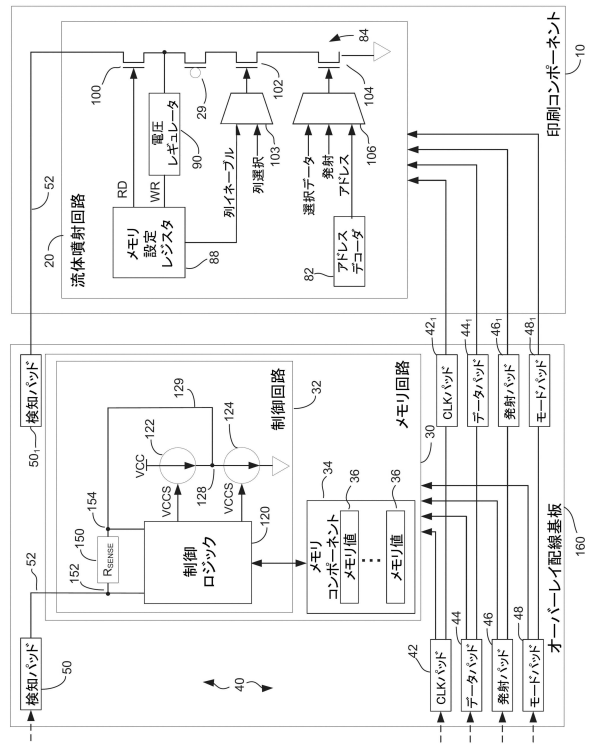 検知パッド
50
52
152
RSENSE
150
154
129
VCC
122
VCCS
128
124
VCCS
制御
ロジック
120
制御回路
32
メモリ
コンポーネント
34
メモリ値
36
メモリ値
36
メモリ回路
30
40
CLKパッド
42
データパッド
44
発射パッド
46
モードパッド
48
オーバーレイ配線基板
160
検知パッド
501
52
CLKパッド
421
データパッド
441
発射パッド
461
モードパッド
481
流体噴射回路
20
メモリ
設定
レジスタ
88
RD
WR
電圧
レギュレータ
90
100
29
102
84
104
列イネーブル
列選択
103
選択データ
発射
アドレス
106
アドレス
デコーダ
82
印刷コンポーネント
10